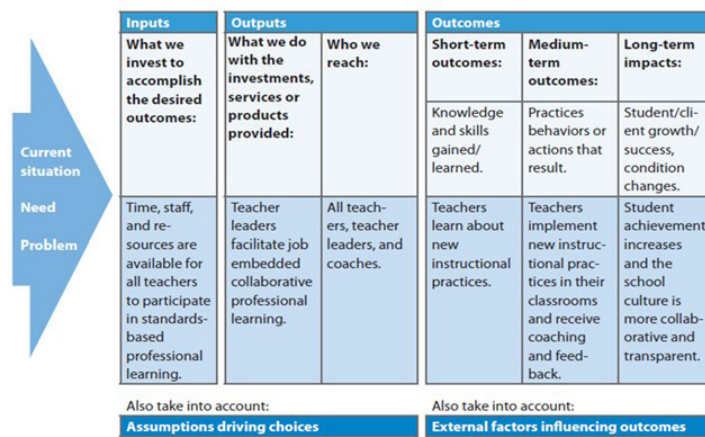 Current
situation
Need
Problem
Inputs
What we
invest to
accomplish
the desired
outcomes:
Time, staff,
and re-
sources are
available for
all teachers
to participate
in standards-
based
professional
learning.
Outputs
What we do
with the
investments,
services or
products
provided:
Teacher
leaders
facilitate job
embedded
collaborative
professional
learning.
Who we
reach:
All teach-
ers, teacher
leaders, and
coaches.
Outcomes
Short-term
outcomes:
Knowledge
and skills
gained/
learned.
Teachers
learn about
new
instructional
practices.
Medium-
term
outcomes:
Practices
behaviors or
actions that
result.
Teachers
implement
new instruc-
tional prac-
tices in their
classrooms
and receive
coaching
and feed-
back.
Long-term
impacts:
Student/cli
ent growth/
success,
condition
changes.
Student
achievement
increases
and the
school
culture is
more collab-
orative and
transparent.
Also take into account:
Assumptions driving choices
Also take into account:
External factors influencing outcomes